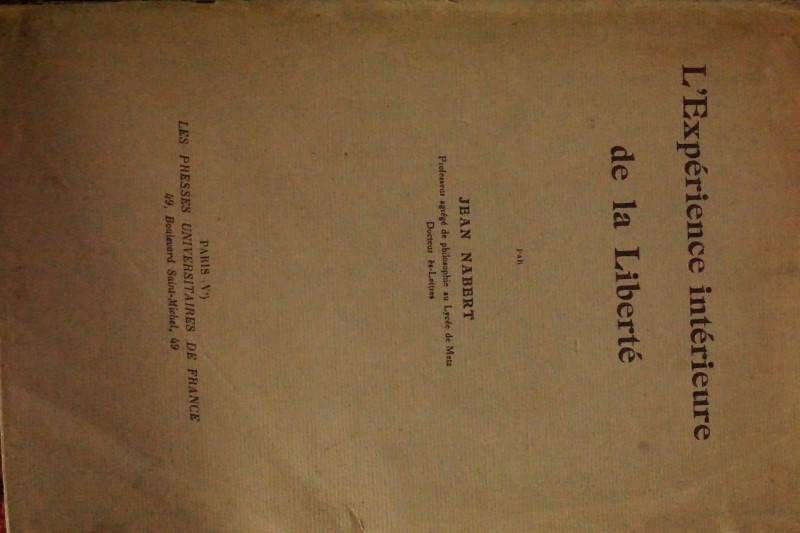 L'Expérience intérieure
de la Liberté
PAR
JEAN NABERT
Professeur agrégé de philosophie au Lycée de Metz
Docteur ès-Lettres
PARIS (Vᵉ)
LES PRESSES UNIVERSITAIRES DE FRANCE
49, Boulevard Saint-Michel, 49